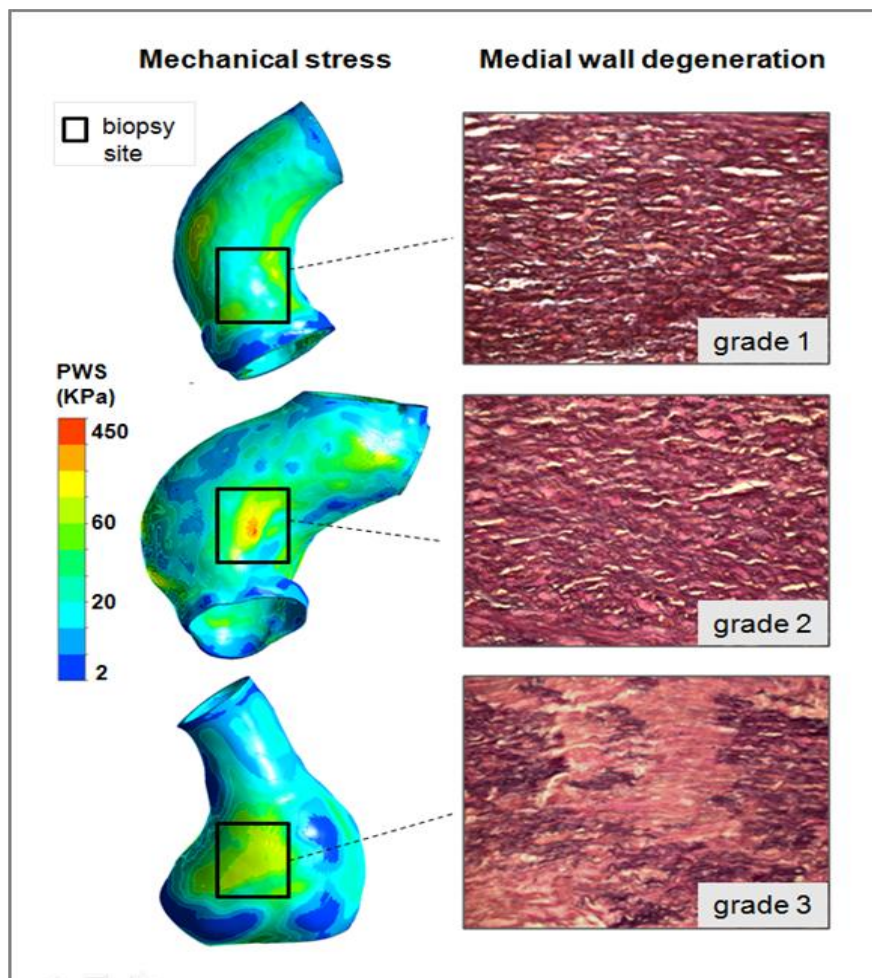 Mechanical stress
Medial wall degeneration
biopsy
site
grade 1
PWS
(KPa)
450
60
20
2
grade 2
grade 3